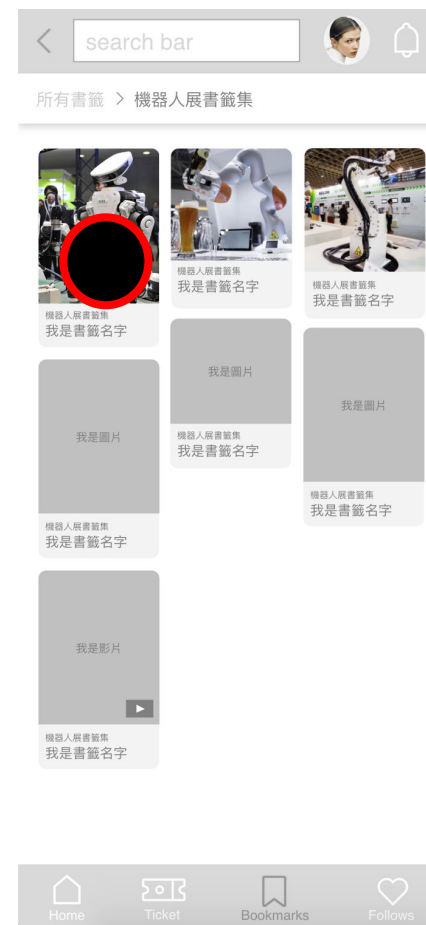 search bar
所有書籤 > 機器人展書籤集
機器人展書籤集
我是書籤名字
機器人展書籤集
我是書籤名字
機器人展書籤集
我是書籤名字
我是圖片
機器人展書籤集
我是書籤名字
我是圖片
機器人展書籤集
我是書籤名字
我是圖片
機器人展書籤集
我是書籤名字
我是影片
機器人展書籤集
我是書籤名字
Home Ticket Bookmarks Follows